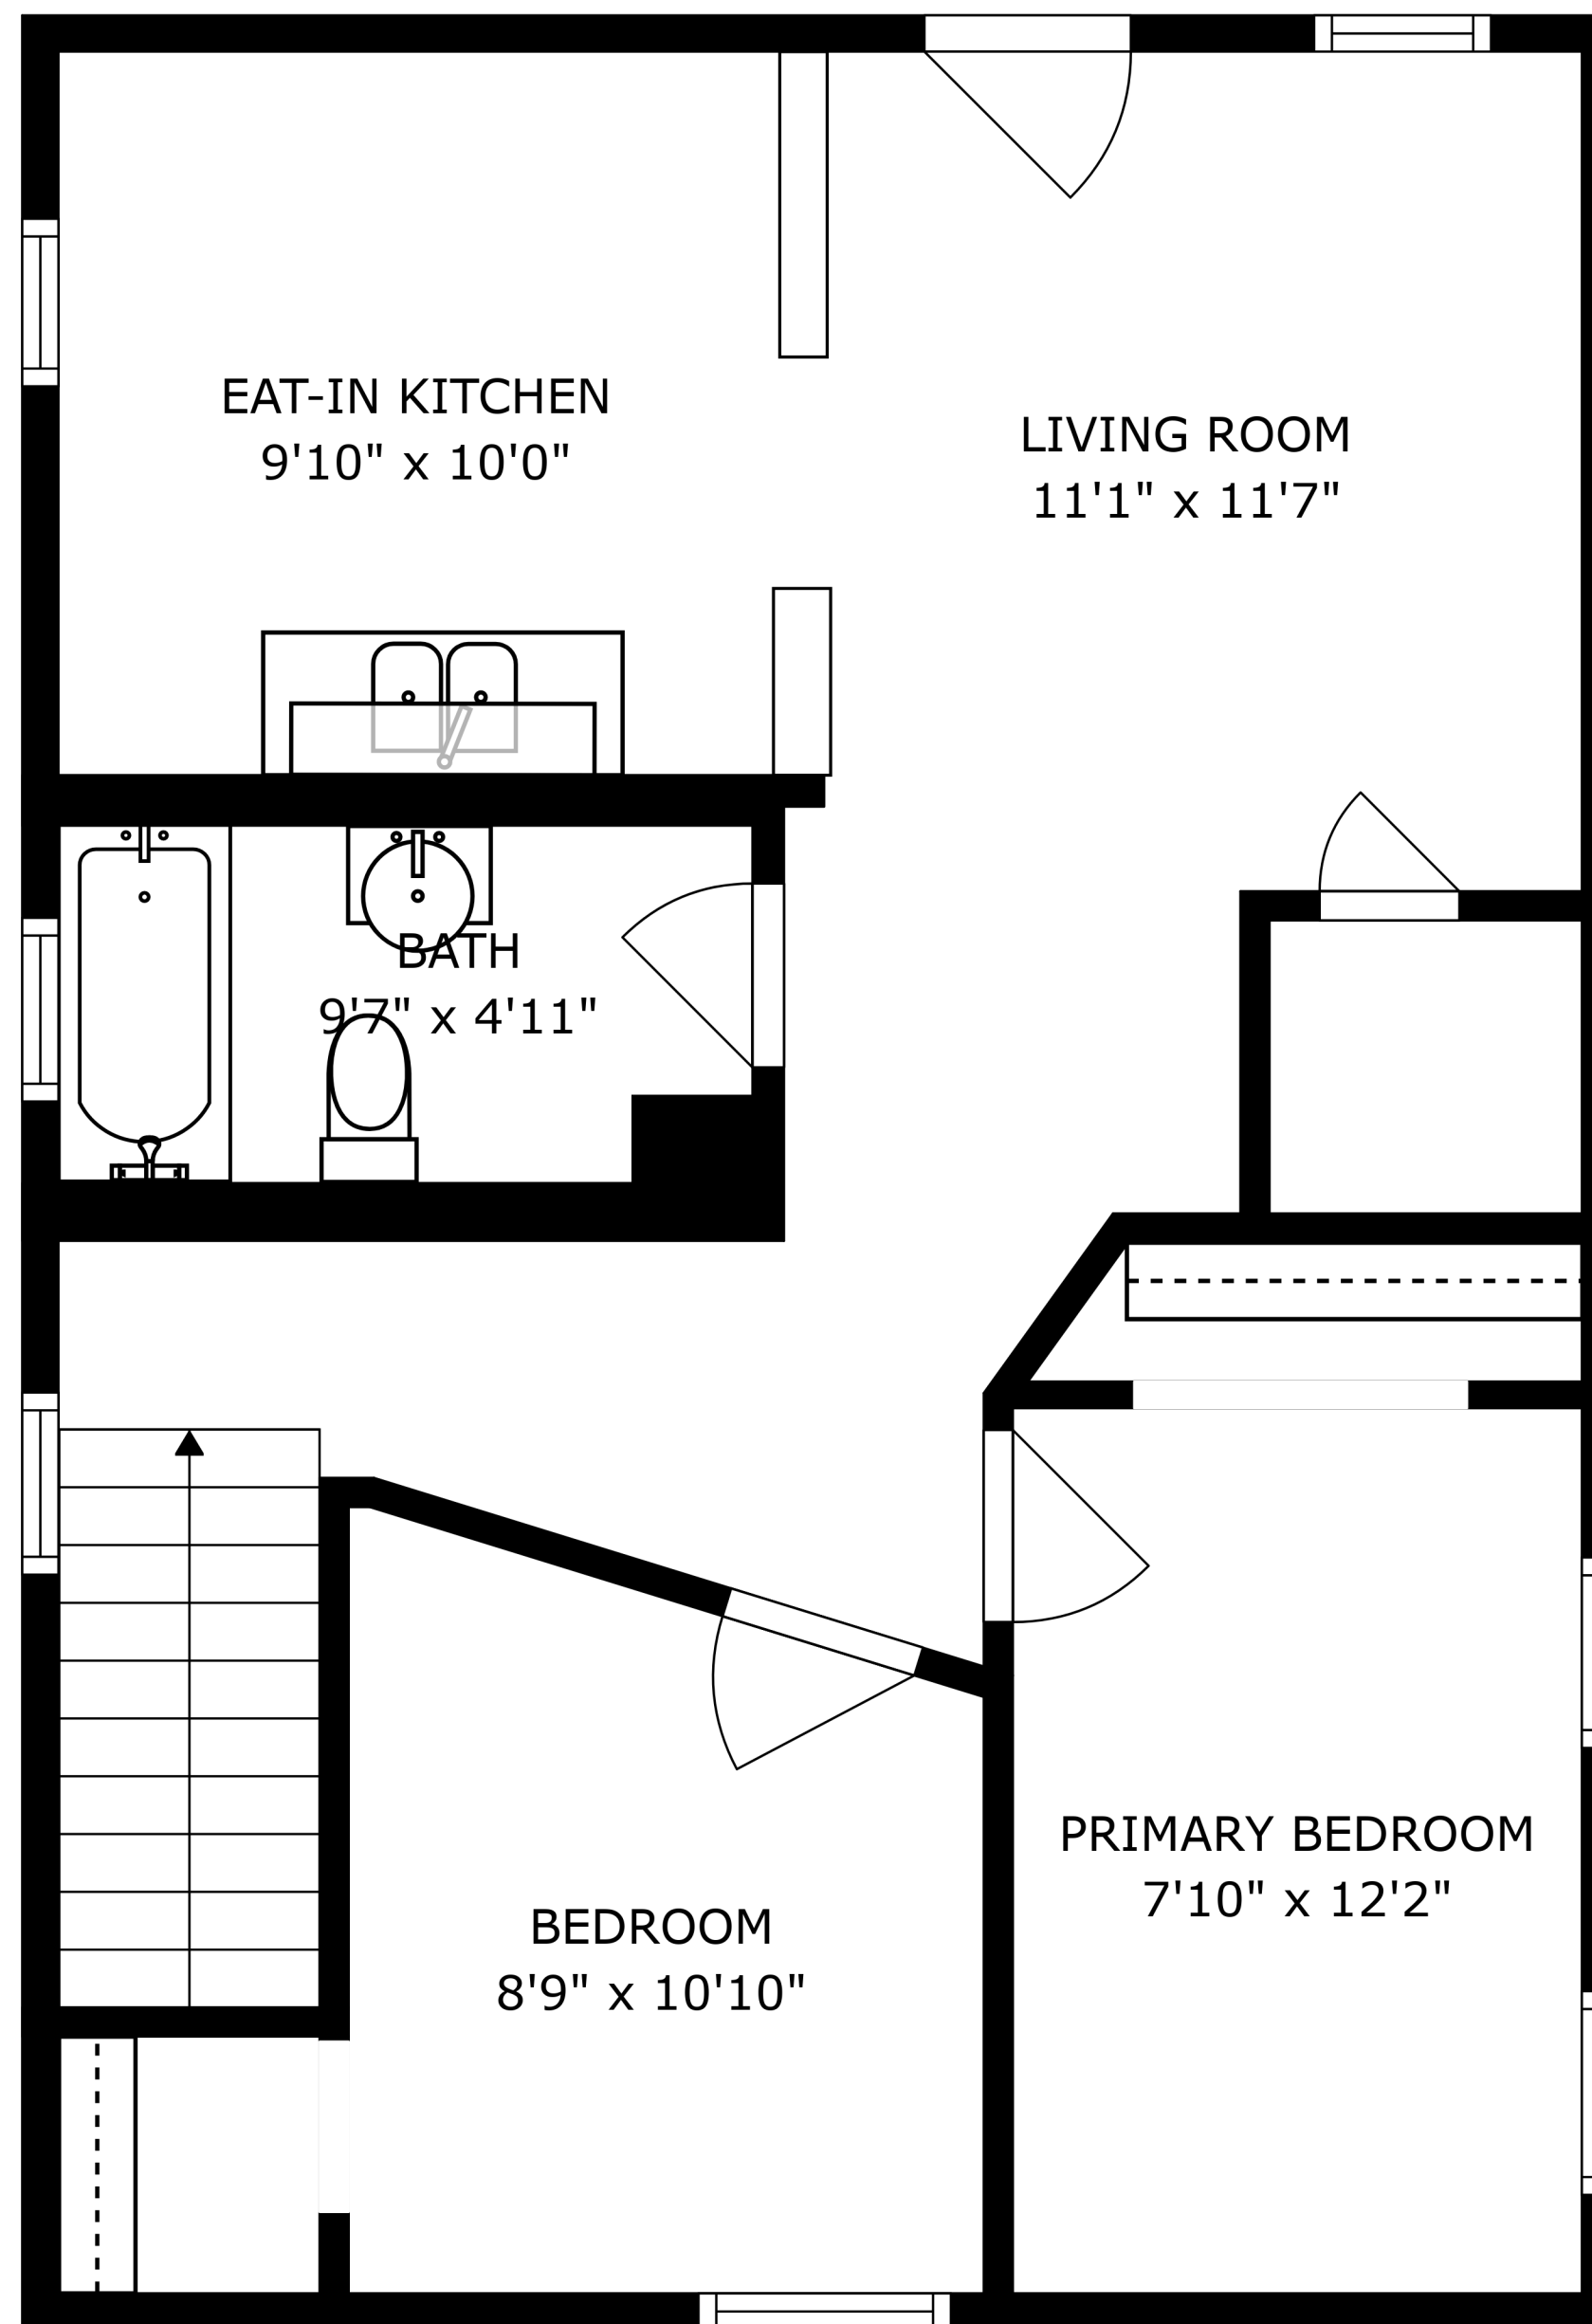 EAT-IN KITCHEN
9'10" x 10'0"
LIVING ROOM
11'1" x 11'7"
BATH
9'7" x 4'11"
PRIMARY BEDROOM
7'10" x 12'2"
BEDROOM
8'9" x 10'10"